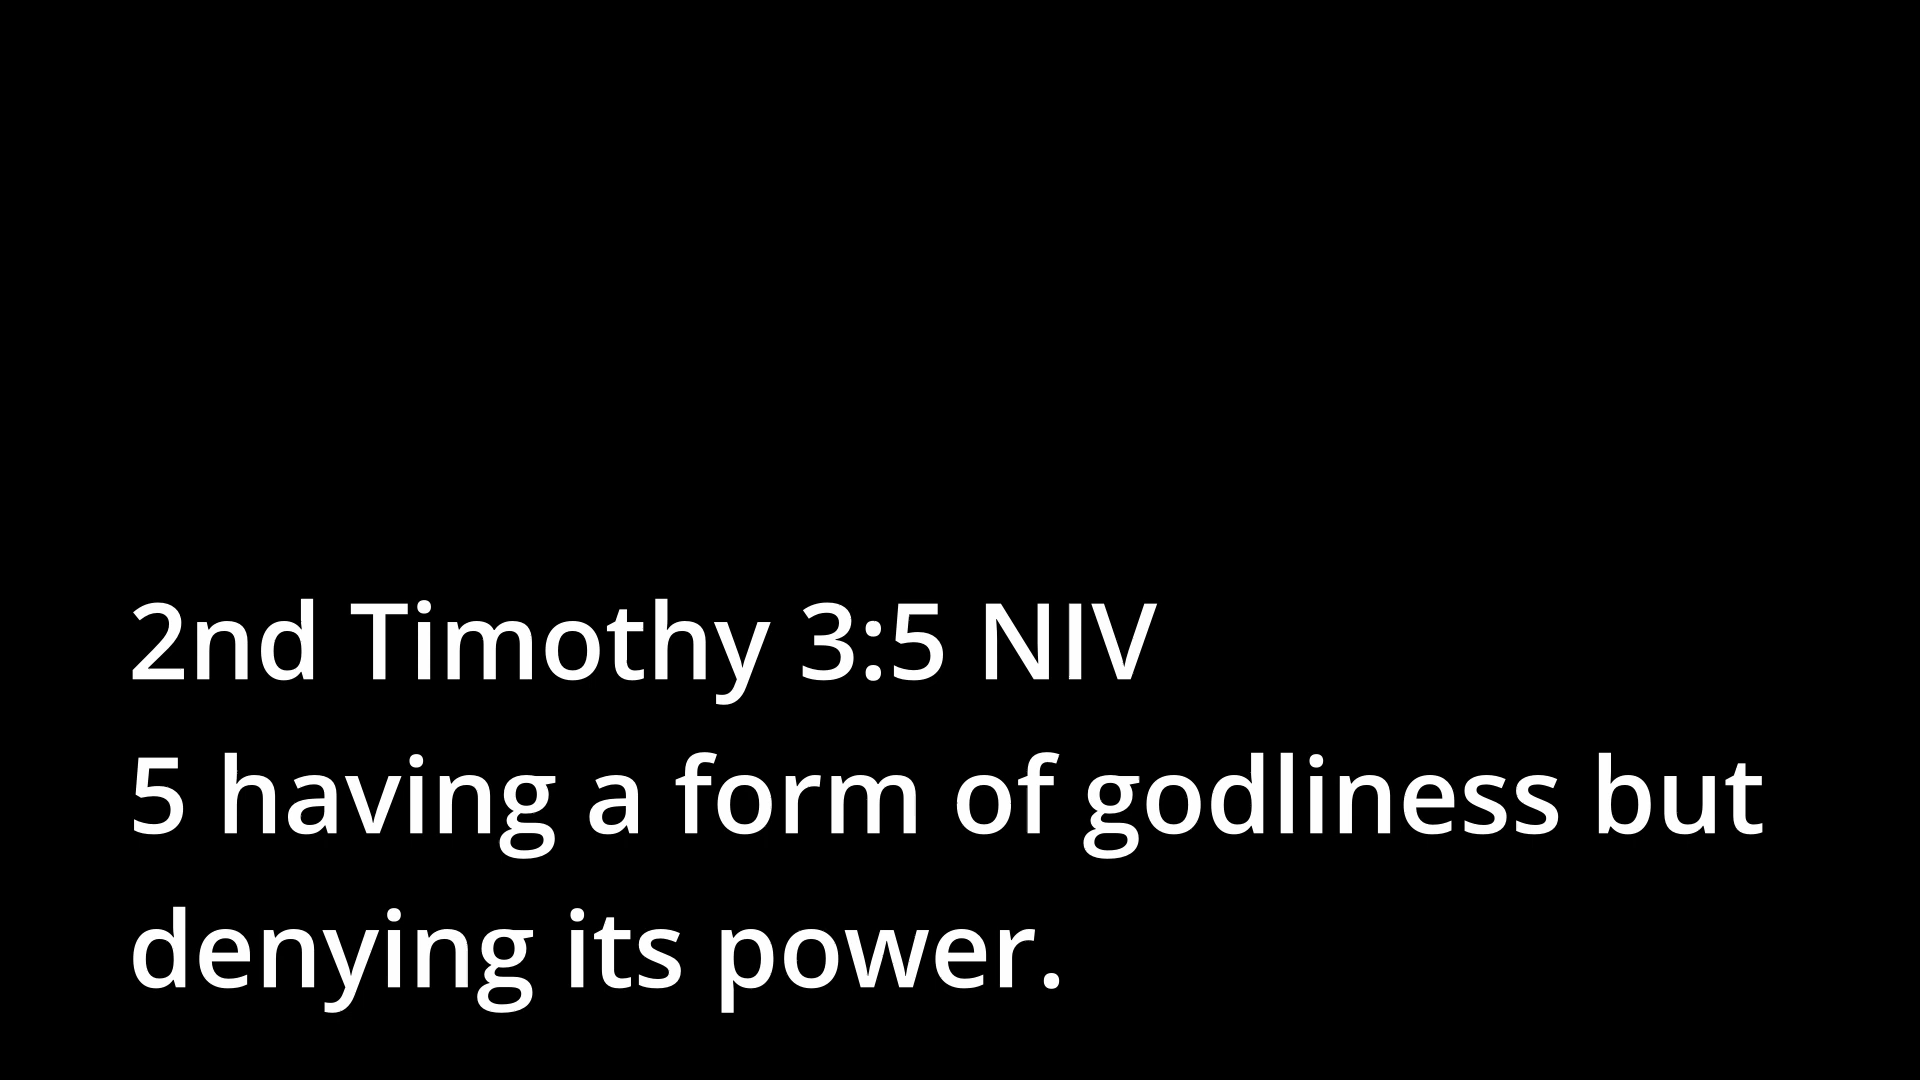 2nd Timothy 3:5 NIV
5 having a form of godliness but
denying its power.